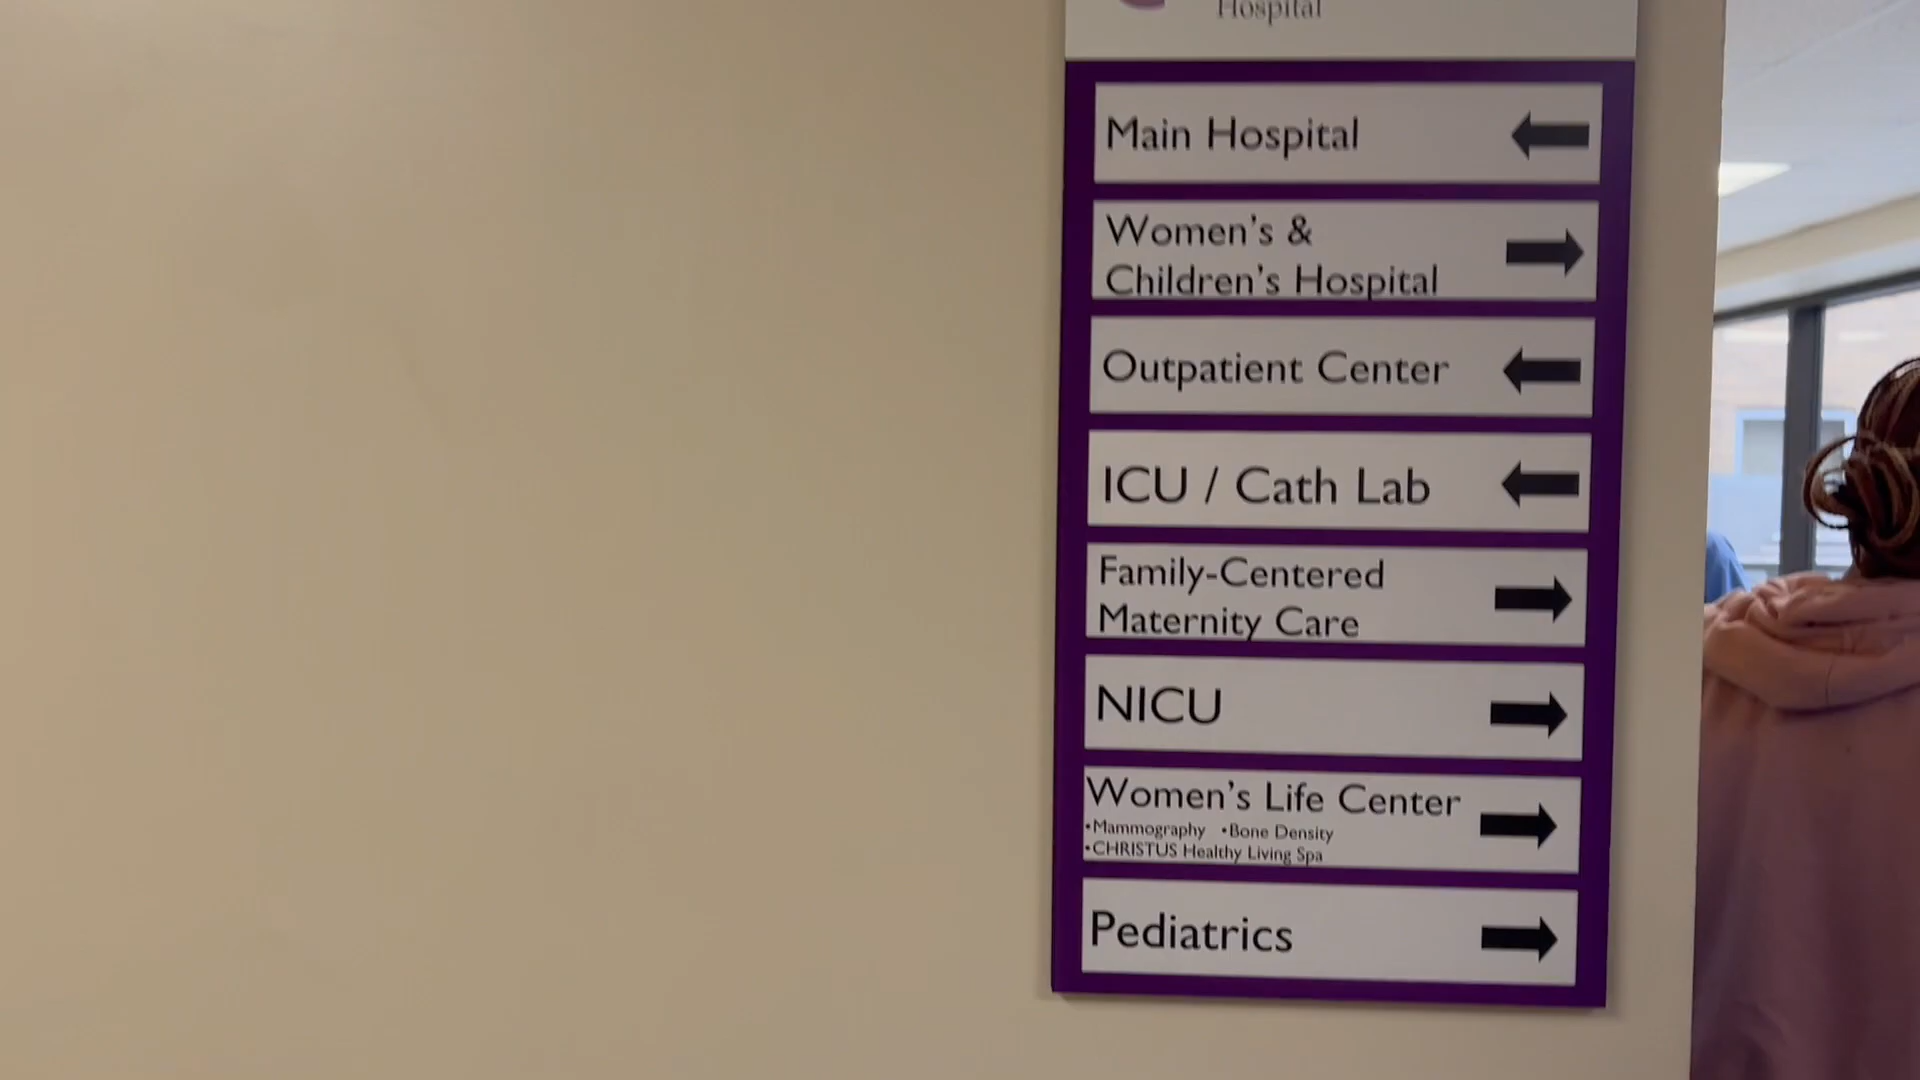 Hospital
Main Hospital
Women's &
Children's Hospital
Outpatient Center
ICU / Cath Lab
Family-Centered
Maternity Care
NICU
Women's Life Center
•Mammography •Bone Density
•CHRISTUS Healthy Living Spa
Pediatrics